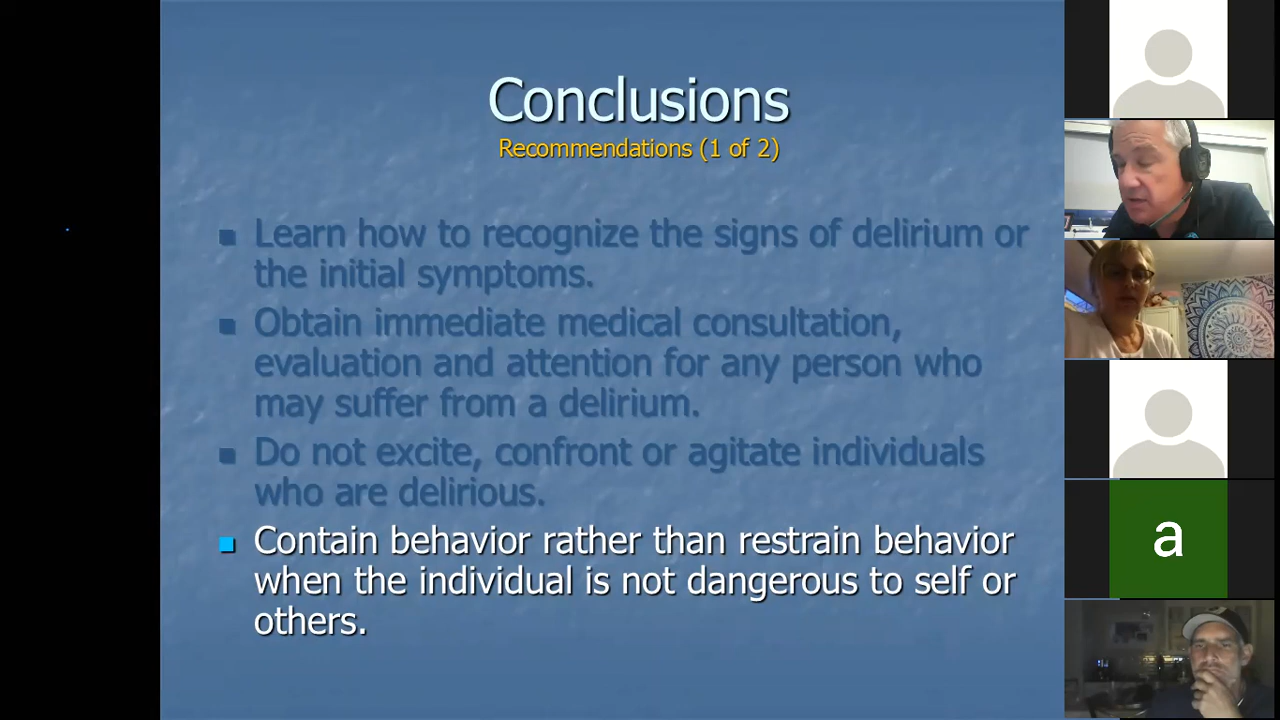 Conclusions
Recommendations (1 of 2)
Learn how to recognize the signs of delirium or
the initial symptoms.
Obtain immediate medical consultation,
evaluation and attention for any person who
may suffer from a delirium.
Do not excite, confront or agitate individuals
who are delirious.
Contain behavior rather than restrain behavior
when the individual is not dangerous to self or
others.
a